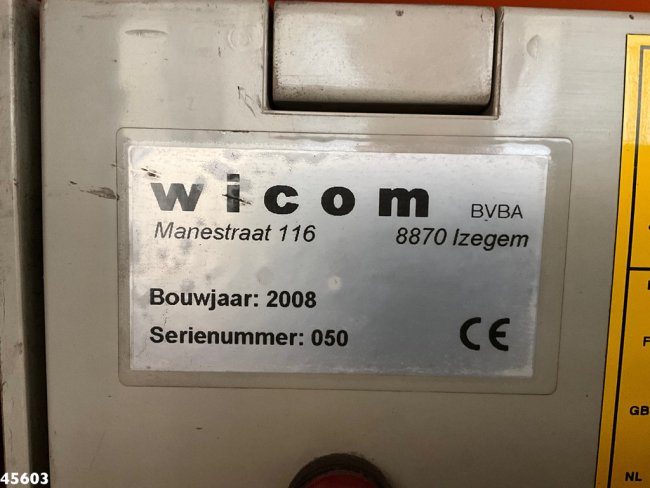 wicom BVBA
Manestraat 116 8870 Izegem
Bouwjaar: 2008
Serienummer: 050 CE
GB
NL
45603